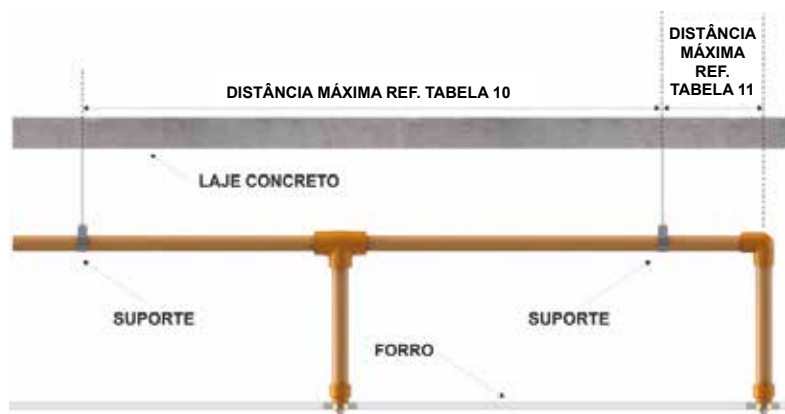 DISTÂNCIA
MÁXIMA
REF.
TABELA 11
DISTÂNCIA MÁXIMA REF. TABELA 10
LAJE CONCRETO
SUPORTE
SUPORTE
FORRO